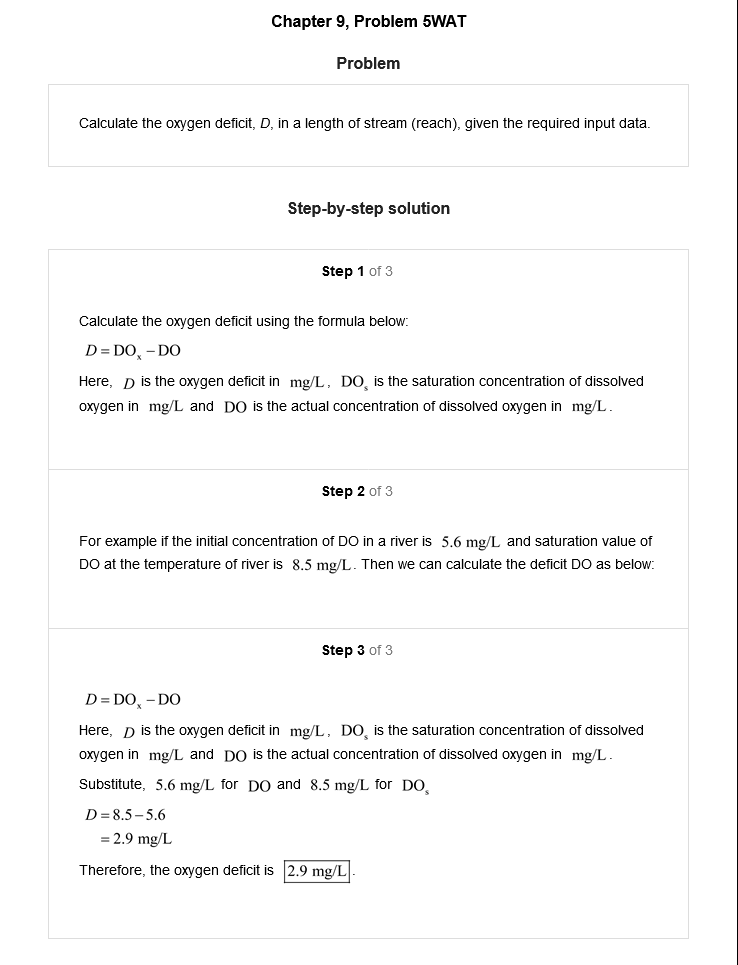 Chapter 9, Problem 5WAT
Problem
Calculate the oxygen deficit, D, in a length of stream (reach), given the required input data.
Step-by-step solution
Step 1 of 3
Calculate the oxygen deficit using the formula below:
D = DOₓ − DO
Here, D is the oxygen deficit in mg/L, DOₛ is the saturation concentration of dissolved
oxygen in mg/L and DO is the actual concentration of dissolved oxygen in mg/L.
Step 2 of 3
For example if the initial concentration of DO in a river is 5.6 mg/L and saturation value of
DO at the temperature of river is 8.5 mg/L. Then we can calculate the deficit DO as below:
Step 3 of 3
D = DOₓ − DO
Here, D is the oxygen deficit in mg/L, DOₛ is the saturation concentration of dissolved
oxygen in mg/L and DO is the actual concentration of dissolved oxygen in mg/L.
Substitute, 5.6 mg/L for DO and 8.5 mg/L for DOₛ
D = 8.5 − 5.6
= 2.9 mg/L
Therefore, the oxygen deficit is 2.9 mg/L.